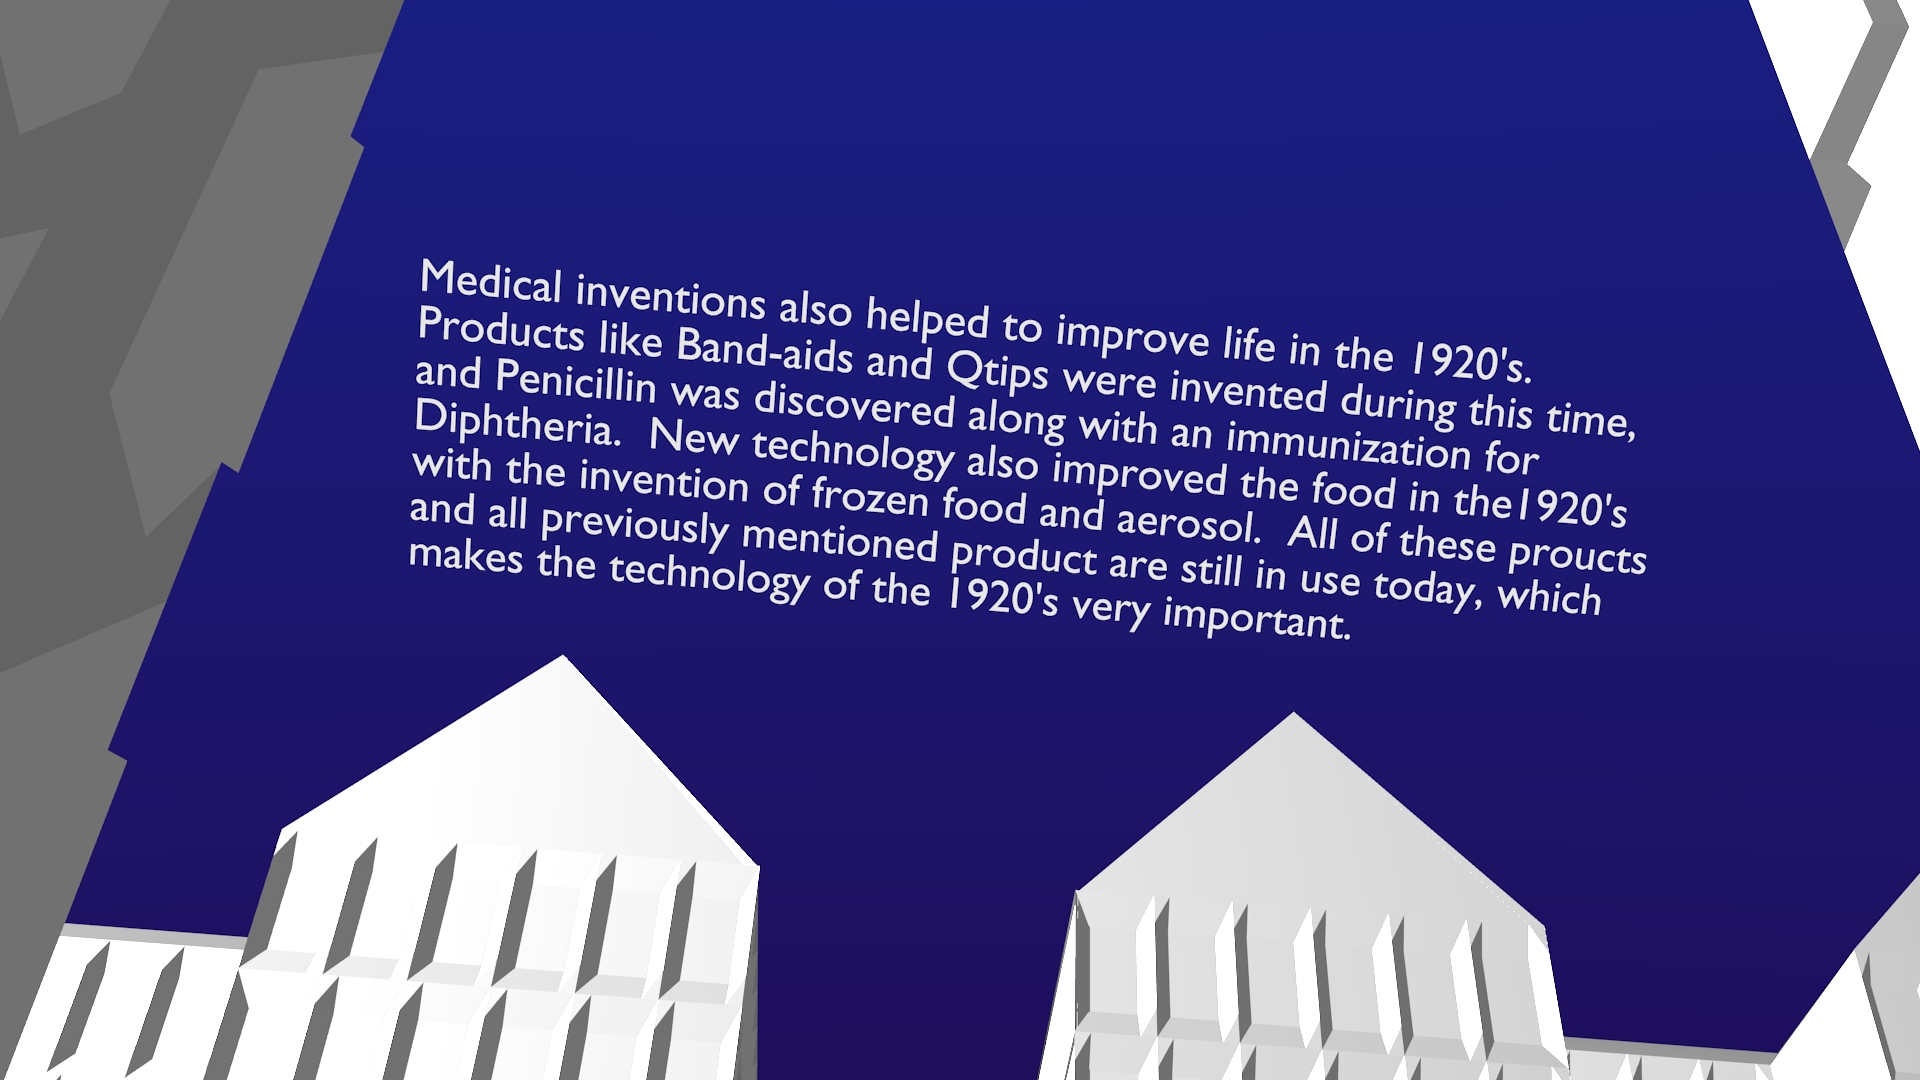 Medical inventions also helped to improve life in the 1920's.
Products like Band-aids and Qtips were invented during this time,
and Penicillin was discovered along with an immunization for
Diphtheria.  New technology also improved the food in the1920's
with the invention of frozen food and aerosol.  All of these proucts
and all previously mentioned product are still in use today, which
makes the technology of the 1920's very important.